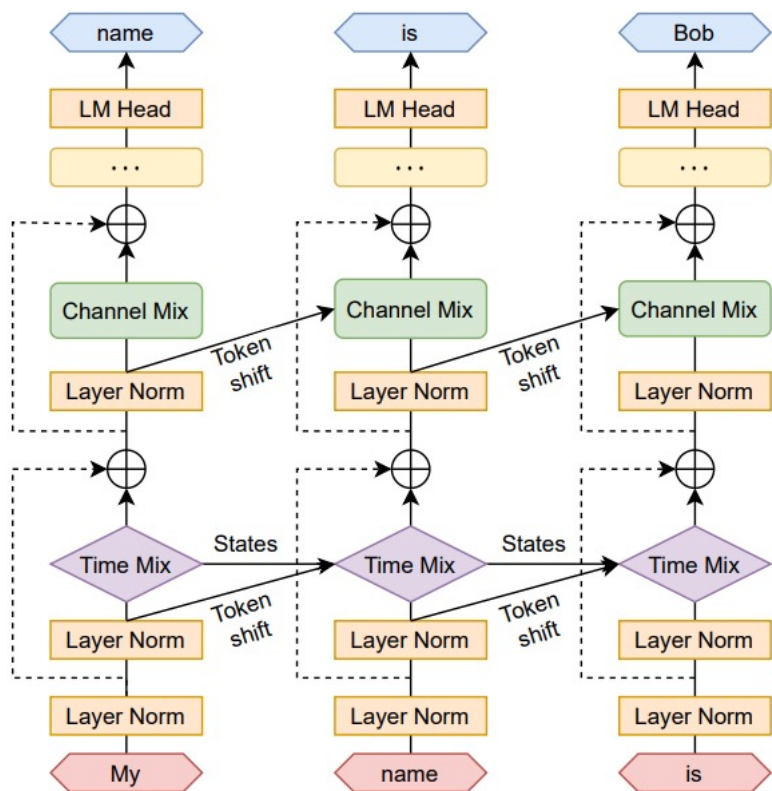 name is Bob
LM Head LM Head LM Head
... ... ...
Channel Mix Channel Mix Channel Mix
Token shift Token shift
Layer Norm Layer Norm Layer Norm
States States
Time Mix Time Mix Time Mix
Token shift Token shift
Layer Norm Layer Norm Layer Norm
Layer Norm Layer Norm Layer Norm
My name is